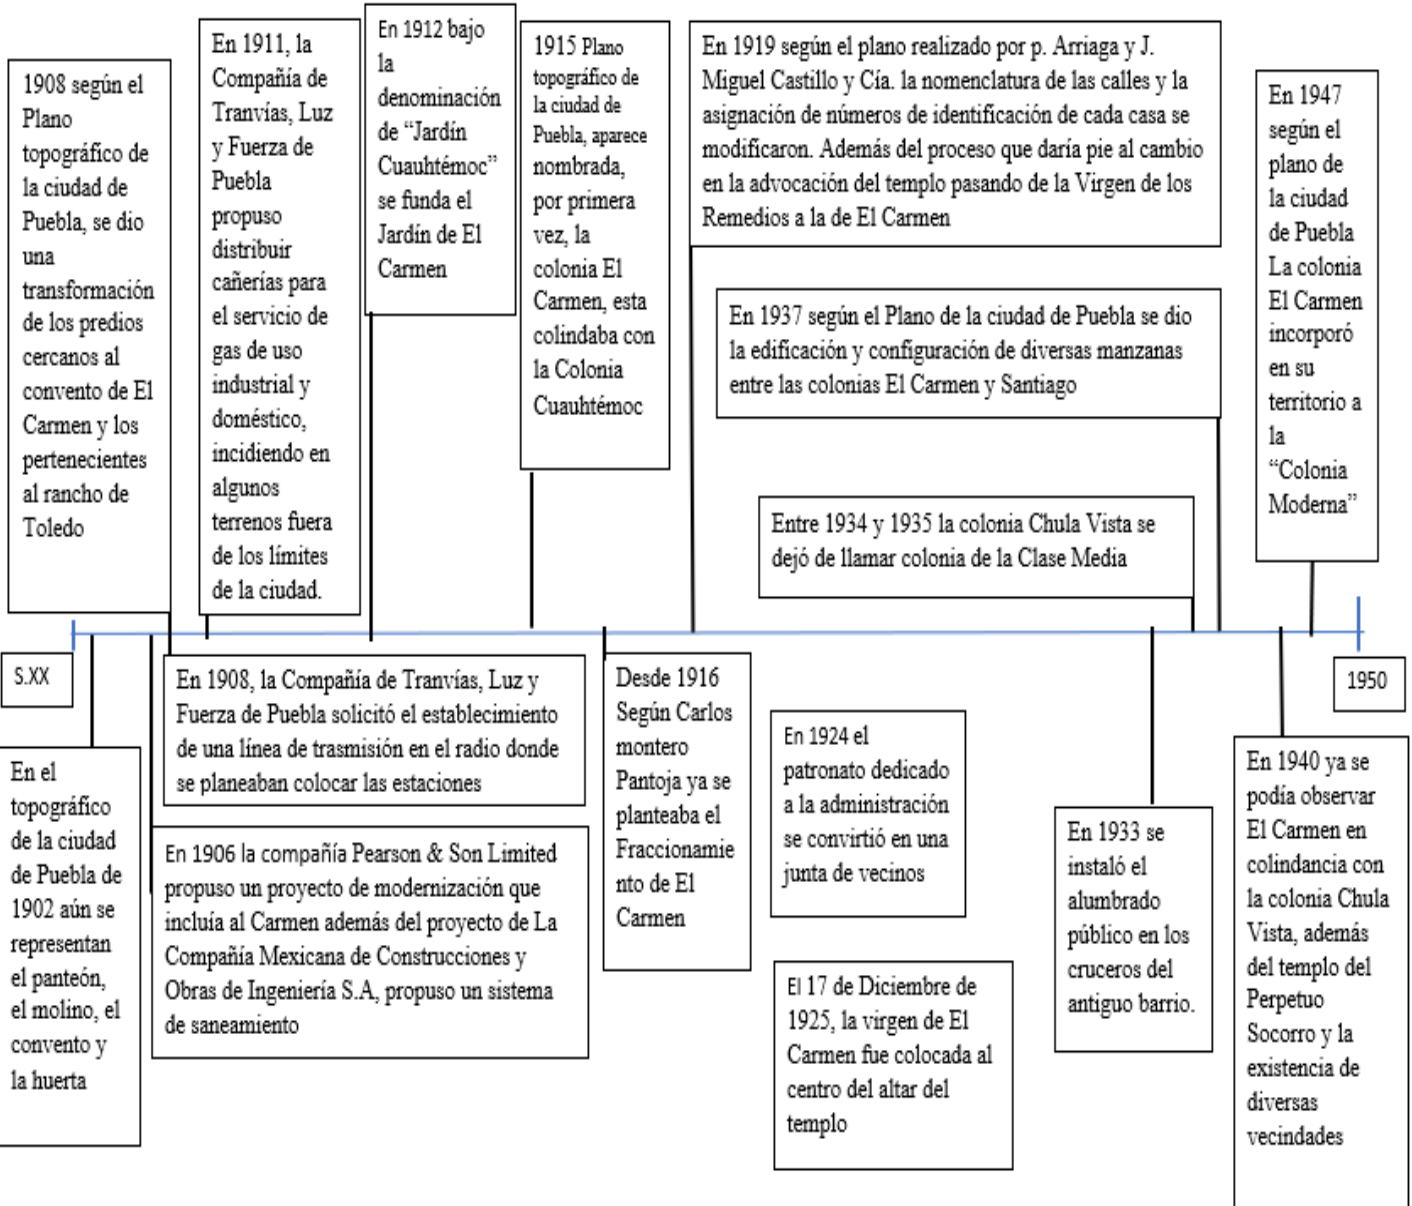 1908 según el
Plano
topográfico de
la ciudad de
Puebla, se dio
una
transformación
de los predios
cercanos al
convento de El
Carmen y los
pertenecientes
al rancho de
Toledo
En 1911, la
Compañía de
Tranvías, Luz
y Fuerza de
Puebla
propuso
distribuir
cañerías para
el servicio de
gas de uso
industrial y
doméstico,
incidiendo en
algunos
terrenos fuera
de los límites
de la ciudad.
En 1912 bajo
la
denominación
de “Jardín
Cuauhtémoc”
se funda el
Jardín de El
Carmen
1915 Plano
topográfico de
la ciudad de
Puebla, aparece
nombrada,
por primera
vez, la
colonia El
Carmen, esta
colindaba con
la Colonia
Cuauhtémoc
En 1919 según el plano realizado por p. Arriaga y J.
Miguel Castillo y Cía. la nomenclatura de las calles y la
asignación de números de identificación de cada casa se
modificaron. Además del proceso que daría pie al cambio
en la advocación del templo pasando de la Virgen de los
Remedios a la de El Carmen
En 1937 según el Plano de la ciudad de Puebla se dio
la edificación y configuración de diversas manzanas
entre las colonias El Carmen y Santiago
Entre 1934 y 1935 la colonia Chula Vista se
dejó de llamar colonia de la Clase Media
En 1947
según el
plano de
la ciudad
de Puebla
La colonia
El Carmen
incorporó
en su
territorio a
la
“Colonia
Moderna”
S.XX
1950
En el
topográfico
de la ciudad
de Puebla de
1902 aún se
representan
el panteón,
el molino, el
convento y
la huerta
En 1908, la Compañía de Tranvías, Luz y
Fuerza de Puebla solicitó el establecimiento
de una línea de trasmisión en el radio donde
se planeaban colocar las estaciones
En 1906 la compañía Pearson & Son Limited
propuso un proyecto de modernización que
incluía al Carmen además del proyecto de La
Compañía Mexicana de Construcciones y
Obras de Ingeniería S.A, propuso un sistema
de saneamiento
Desde 1916
Según Carlos
montero
Pantoja ya se
planteaba el
Fraccionamie
nto de El
Carmen
En 1924 el
patronato dedicado
a la administración
se convirtió en una
junta de vecinos
El 17 de Diciembre de
1925, la virgen de El
Carmen fue colocada al
centro del altar del
templo
En 1933 se
instaló el
alumbrado
público en los
cruceros del
antiguo barrio.
En 1940 ya se
podía observar
El Carmen en
colindancia con
la colonia Chula
Vista, además
del templo del
Perpetuo
Socorro y la
existencia de
diversas
vecindades